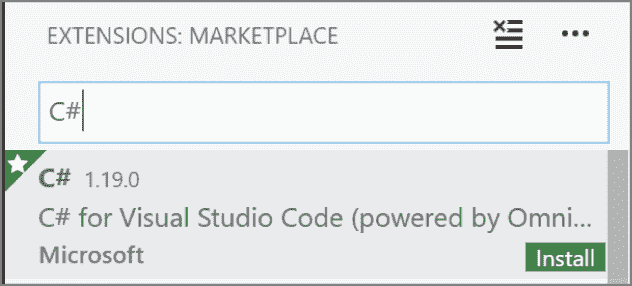 EXTENSIONS: MARKETPLACE
C#
C# 1.19.0
C# for Visual Studio Code (powered by Omni...
Microsoft
Install